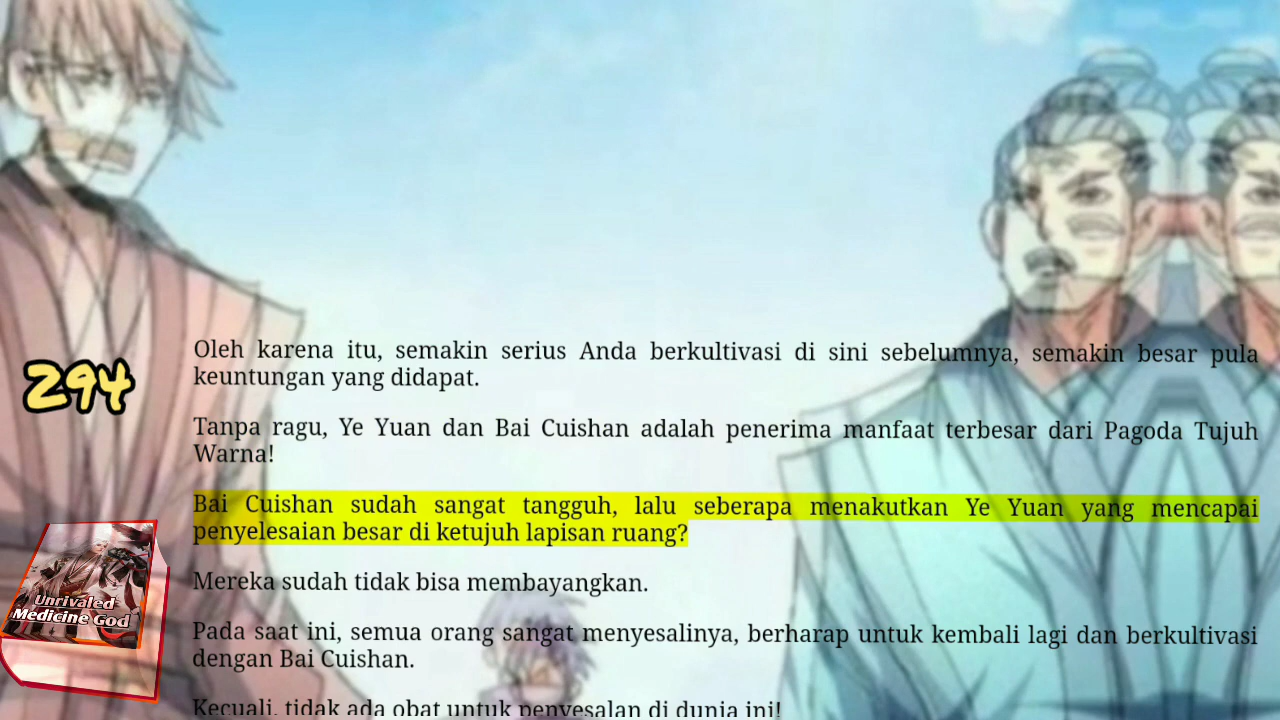 Oleh karena itu, semakin serius Anda berkultivasi di sini sebelumnya, semakin besar pula
keuntungan yang didapat.
Tanpa ragu, Ye Yuan dan Bai Cuishan adalah penerima manfaat terbesar dari Pagoda Tujuh
Warna!
294
Bai Cuishan sudah sangat tangguh, lalu seberapa menakutkan Ye Yuan yang mencapai
penyelesaian besar di ketujuh lapisan ruang?
Mereka sudah tidak bisa membayangkan.
Unrivaled
Medicine God
Pada saat ini, semua orang sangat menyesalinya, berharap untuk kembali lagi dan berkultivasi
dengan Bai Cuishan.
Kecuali, tidak ada obat untuk penyesalan di dunia ini!